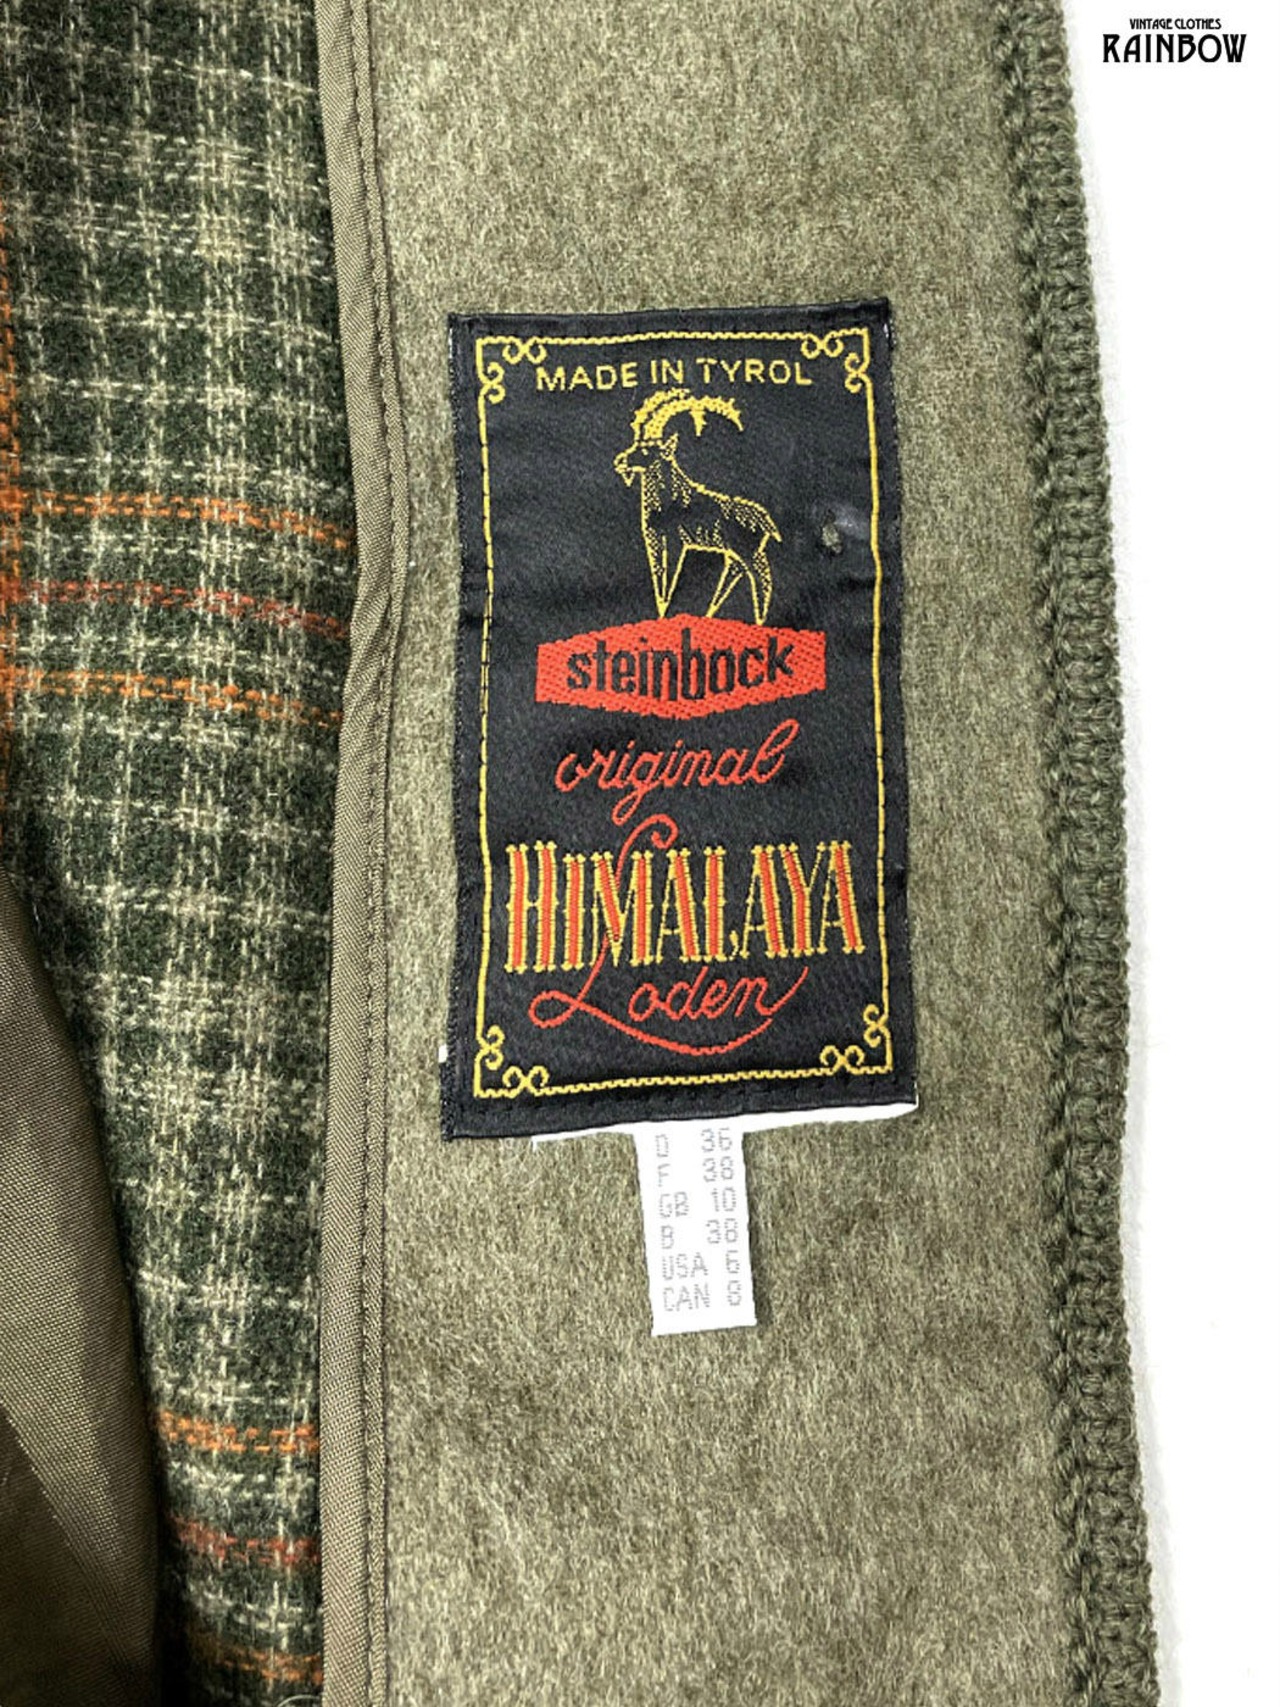 VINTAGE CLOTHES
RAINBOW
MADE IN TYROL
steinbock
original
HIMALAYA
Loden
D 36
F 38
GB 10
B 38
USA 6
CAN 8